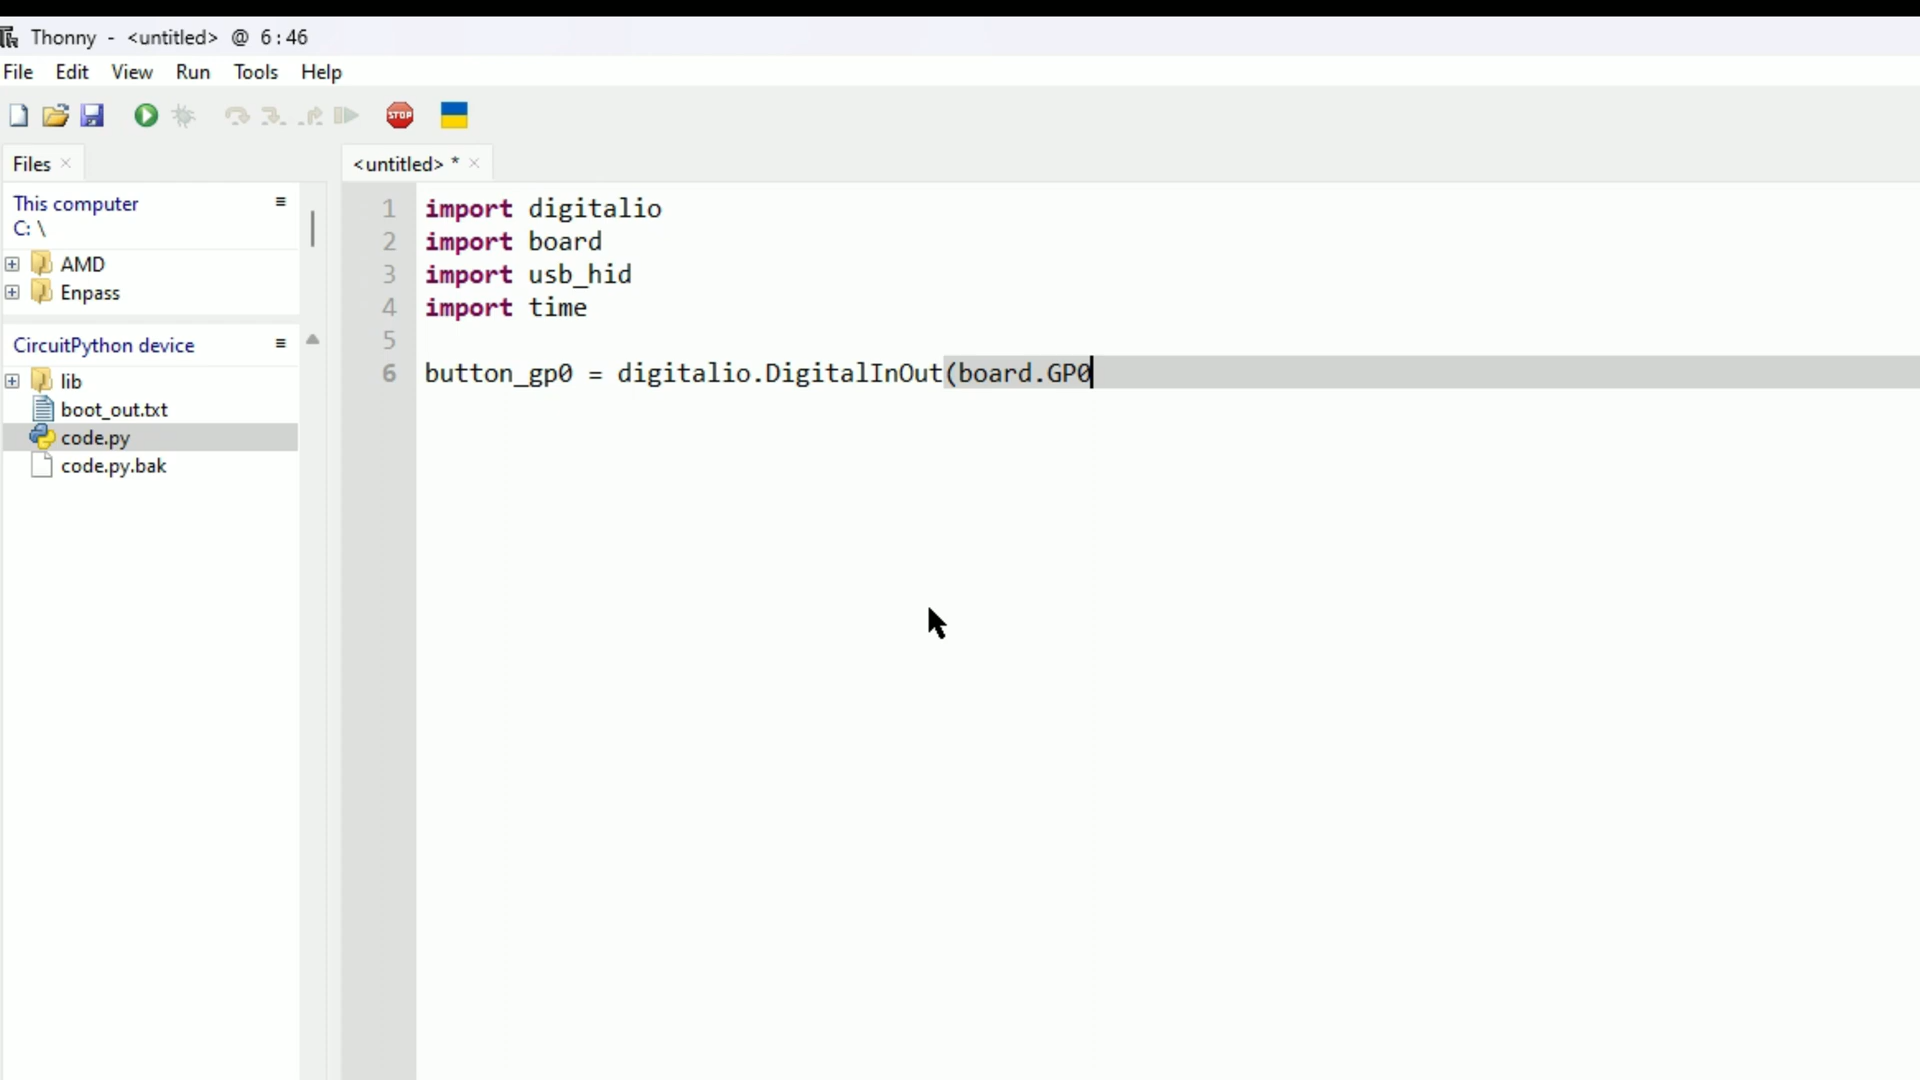 Thonny - <untitled> @ 6:46
File Edit View Run Tools Help
STOP
Files
<untitled> *
This computer
C: \
AMD
Enpass
CircuitPython device
lib
boot_out.txt
code.py
code.py.bak
1 import digitalio
2 import board
3 import usb_hid
4 import time
5
6 button_gp0 = digitalio.DigitalInOut(board.GP0